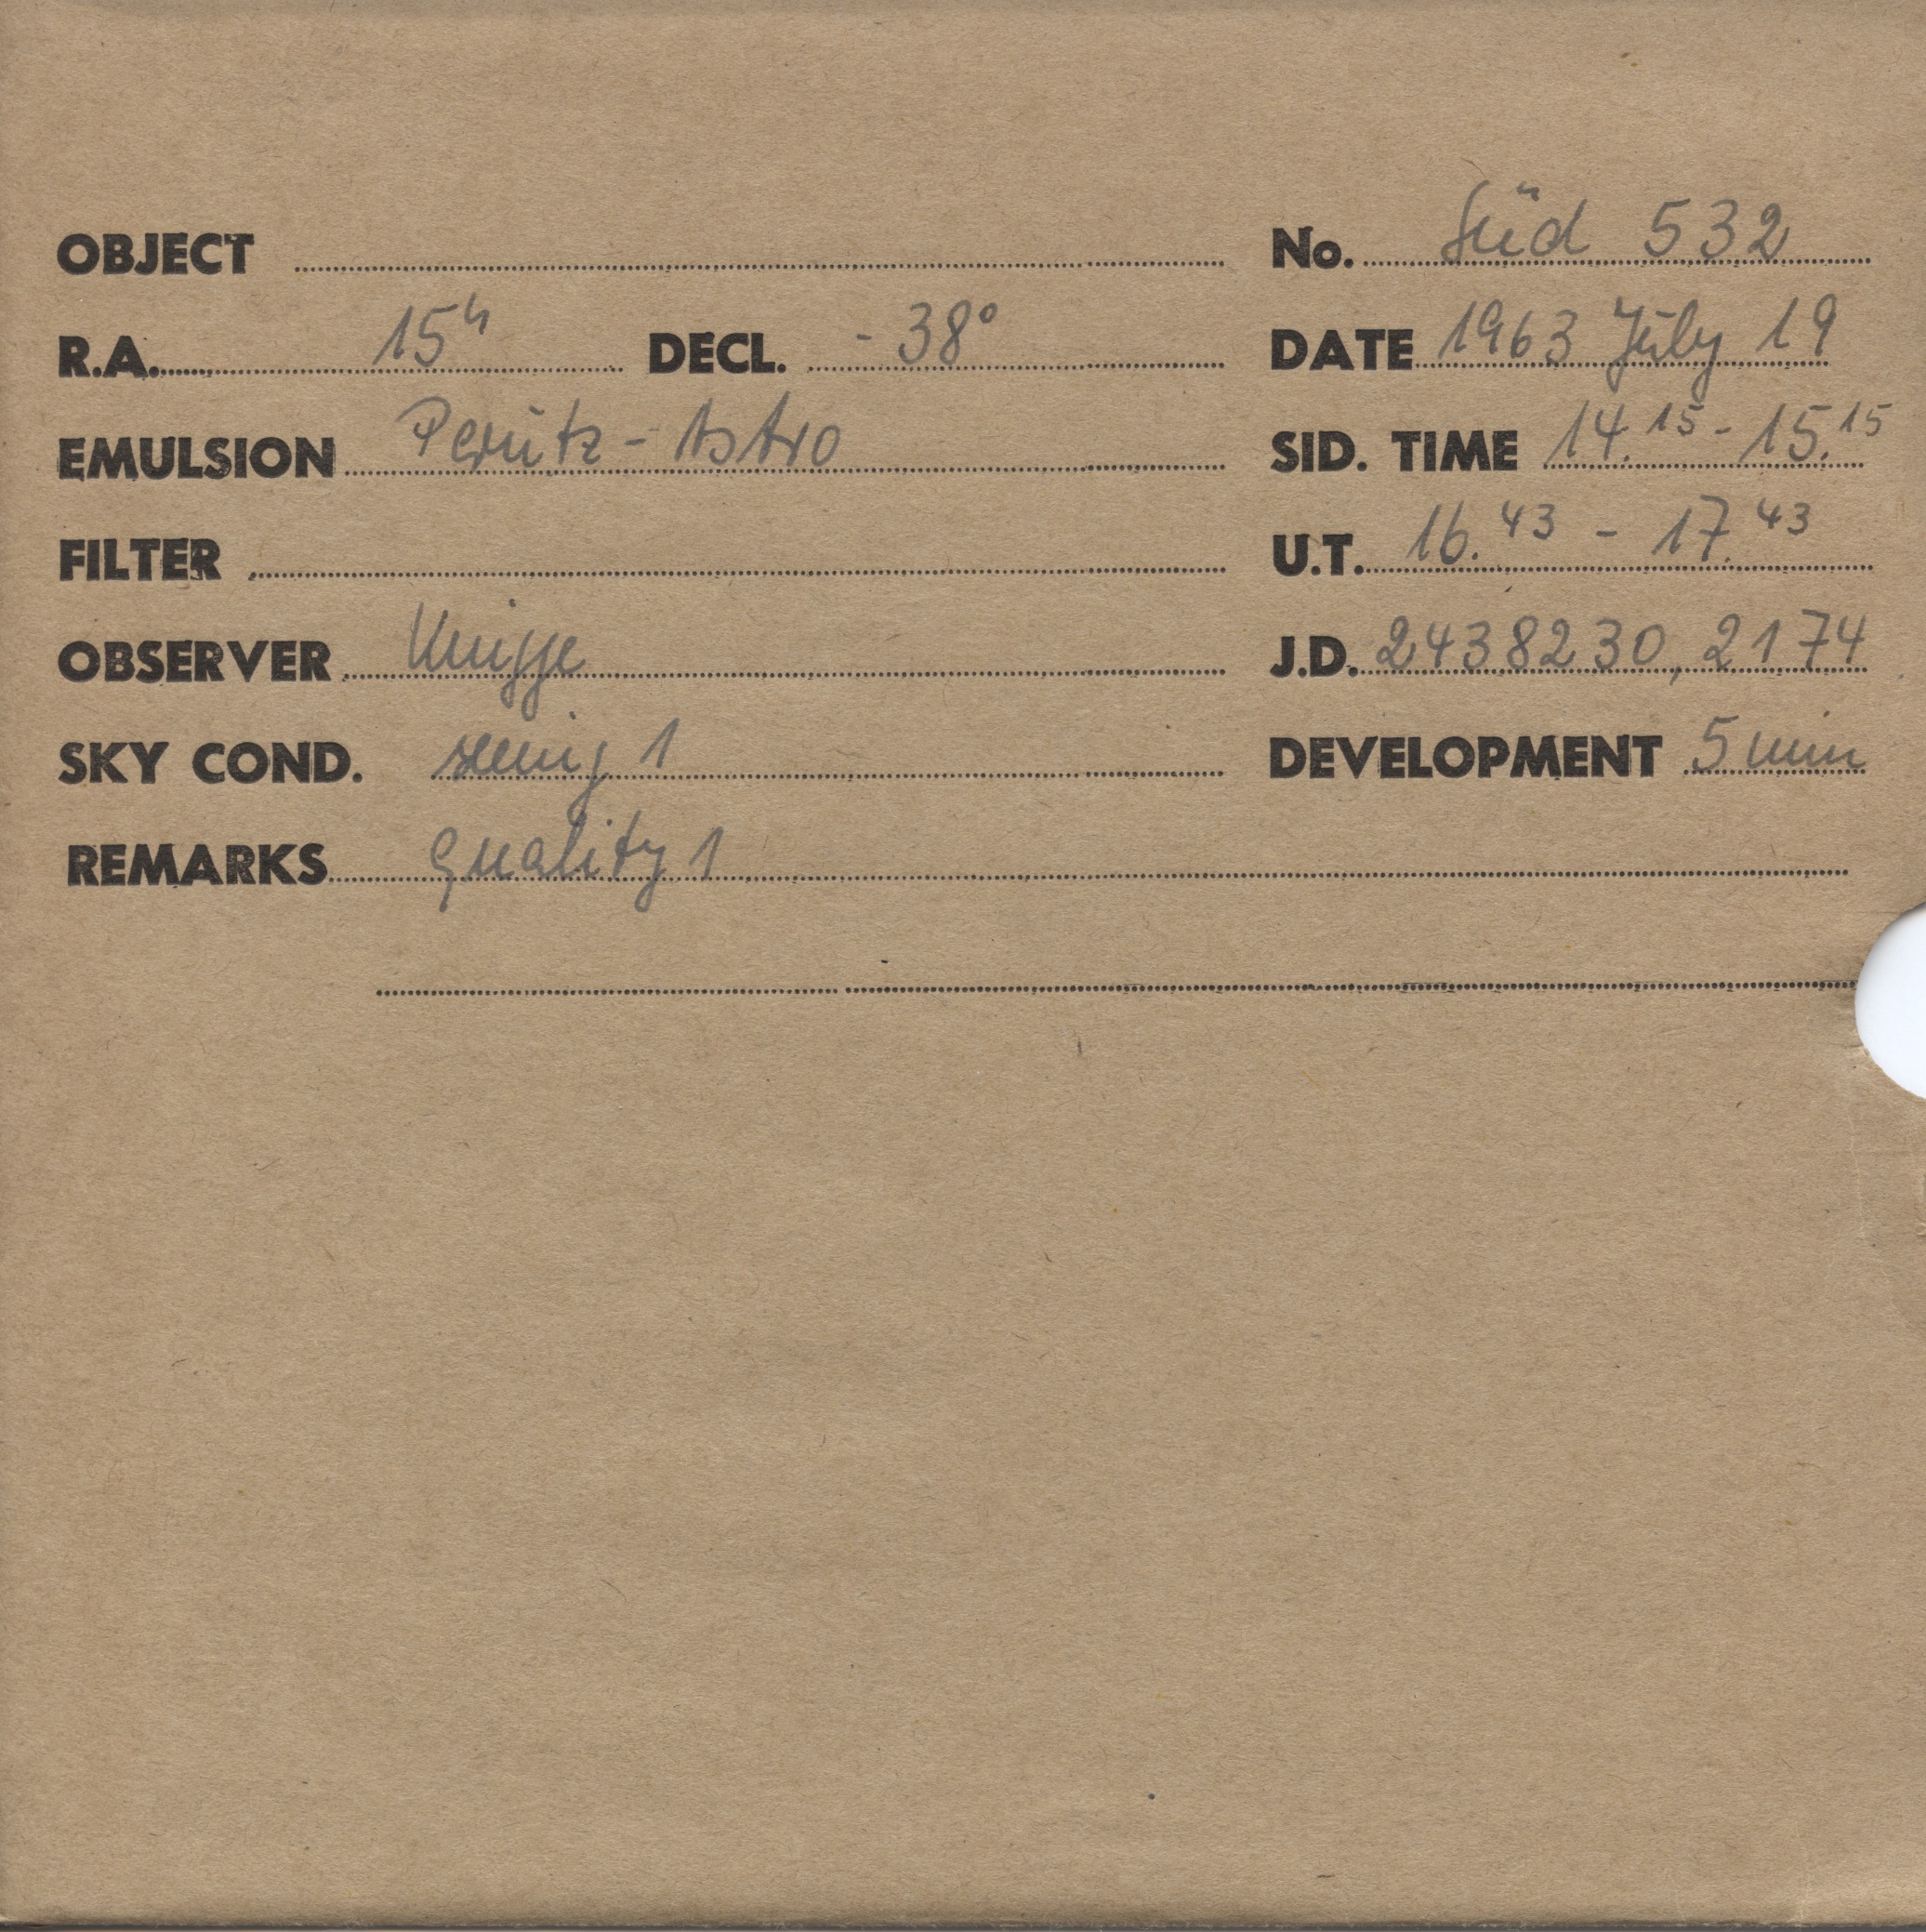 OBJECT
No. Süd 532
R.A. 15h DECL. -38°
DATE 1963 July 19
EMULSION Perutz - Astro
SID. TIME 14.15 - 15.15
FILTER
U.T. 16.43 - 17.43
OBSERVER Knigge
J.D. 2438230,2174
SKY COND. seeing 1
DEVELOPMENT 5 min
REMARKS quality 1